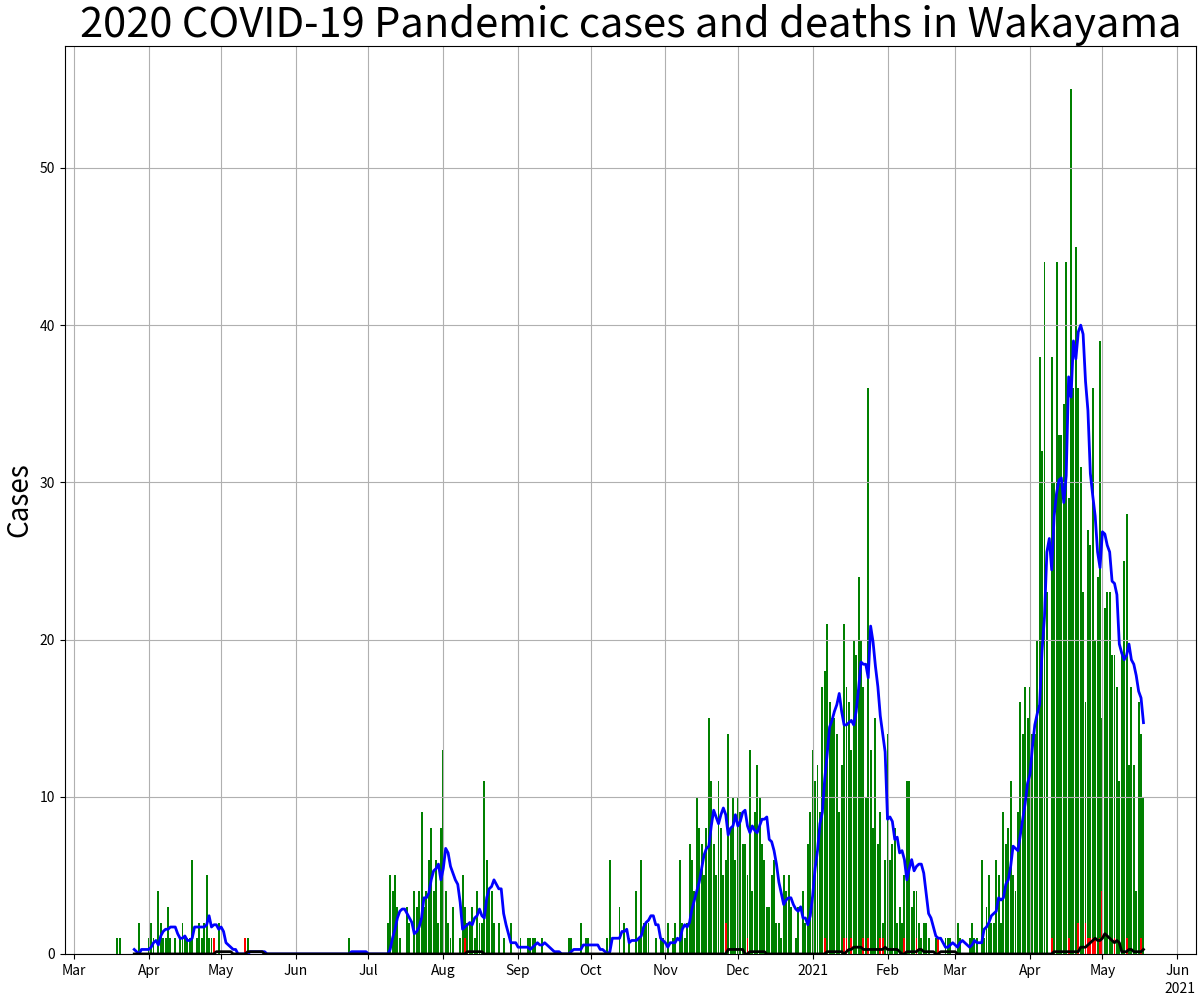 2020 COVID-19 Pandemic cases and deaths in Wakayama
Cases
50
40
30
20
10
0
Mar Apr May Jun Jul Aug Sep Oct Nov Dec 2021 Feb Mar Apr May Jun
2021